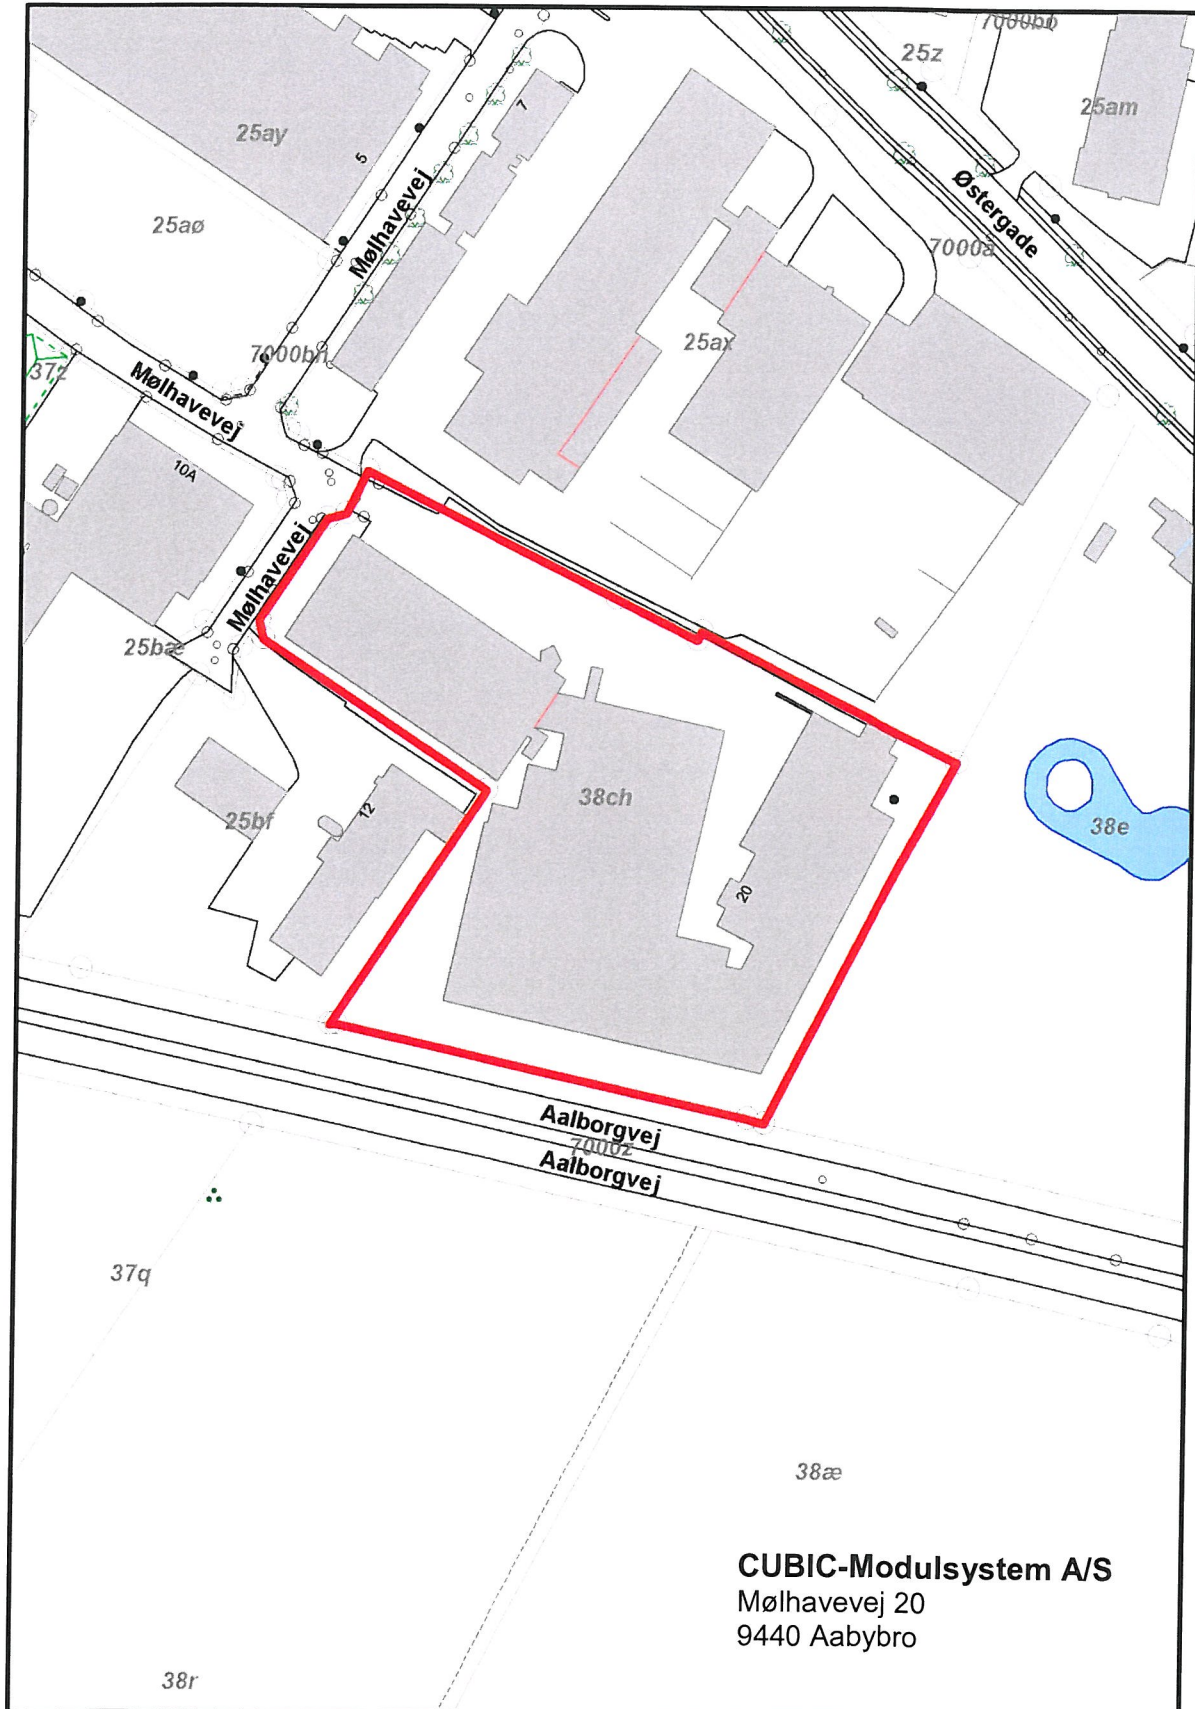 7000bp
25z
25am
25ay
7
5
Mølhavevej
Østergade
25aø
7000a
7000bh
25ax
37z
Mølhavevej
10A
Mølhavevej
25bæ
38ch
25bf
12
38e
20
Aalborgvej
7000z
Aalborgvej
37q
38æ
CUBIC-Modulsystem A/S
Mølhavevej 20
9440 Aabybro
38r